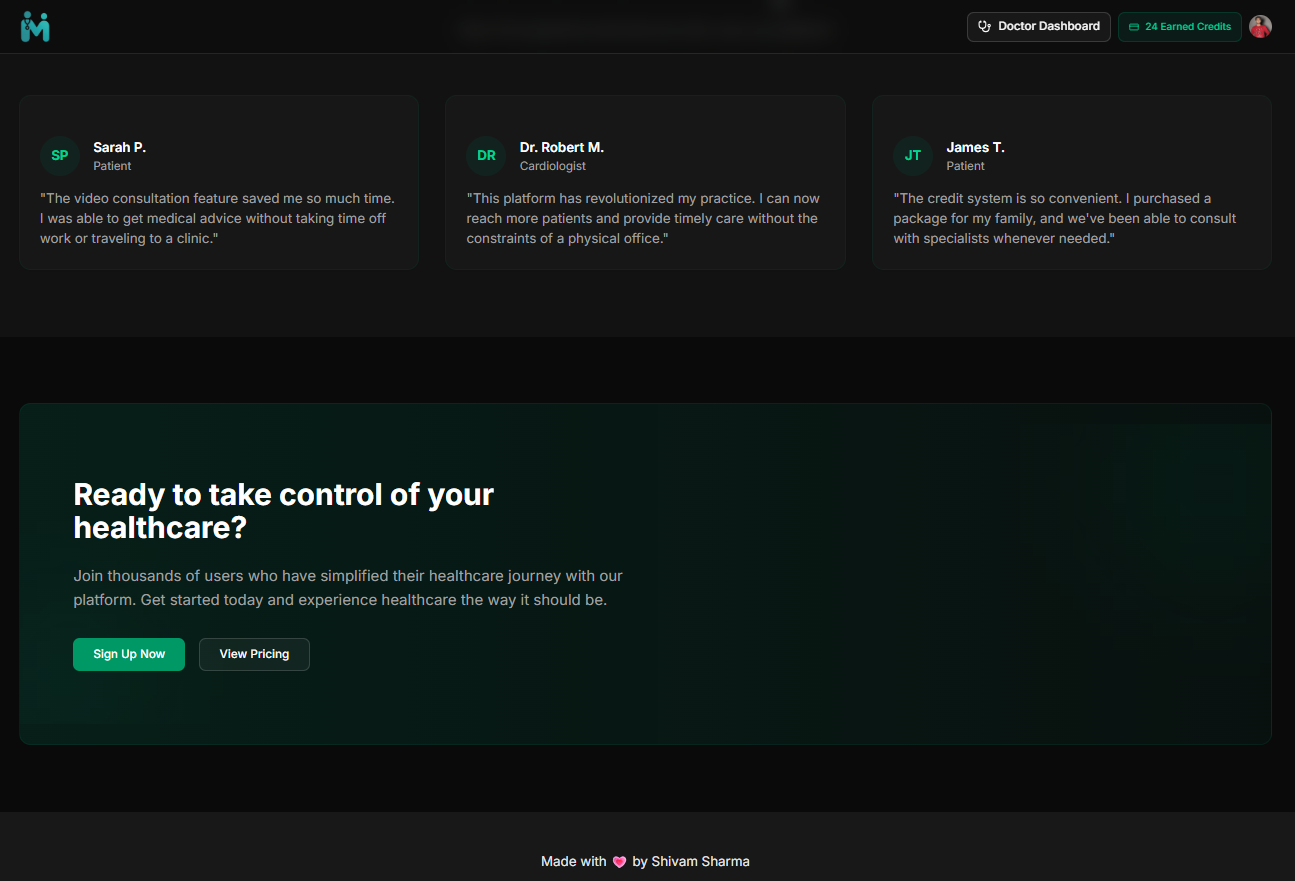 Doctor Dashboard
24 Earned Credits
SP
Sarah P.
Patient
"The video consultation feature saved me so much time.
I was able to get medical advice without taking time off
work or traveling to a clinic."
DR
Dr. Robert M.
Cardiologist
"This platform has revolutionized my practice. I can now
reach more patients and provide timely care without the
constraints of a physical office."
JT
James T.
Patient
"The credit system is so convenient. I purchased a
package for my family, and we've been able to consult
with specialists whenever needed."
Ready to take control of your
healthcare?
Join thousands of users who have simplified their healthcare journey with our
platform. Get started today and experience healthcare the way it should be.
Sign Up Now
View Pricing
Made with 💗 by Shivam Sharma